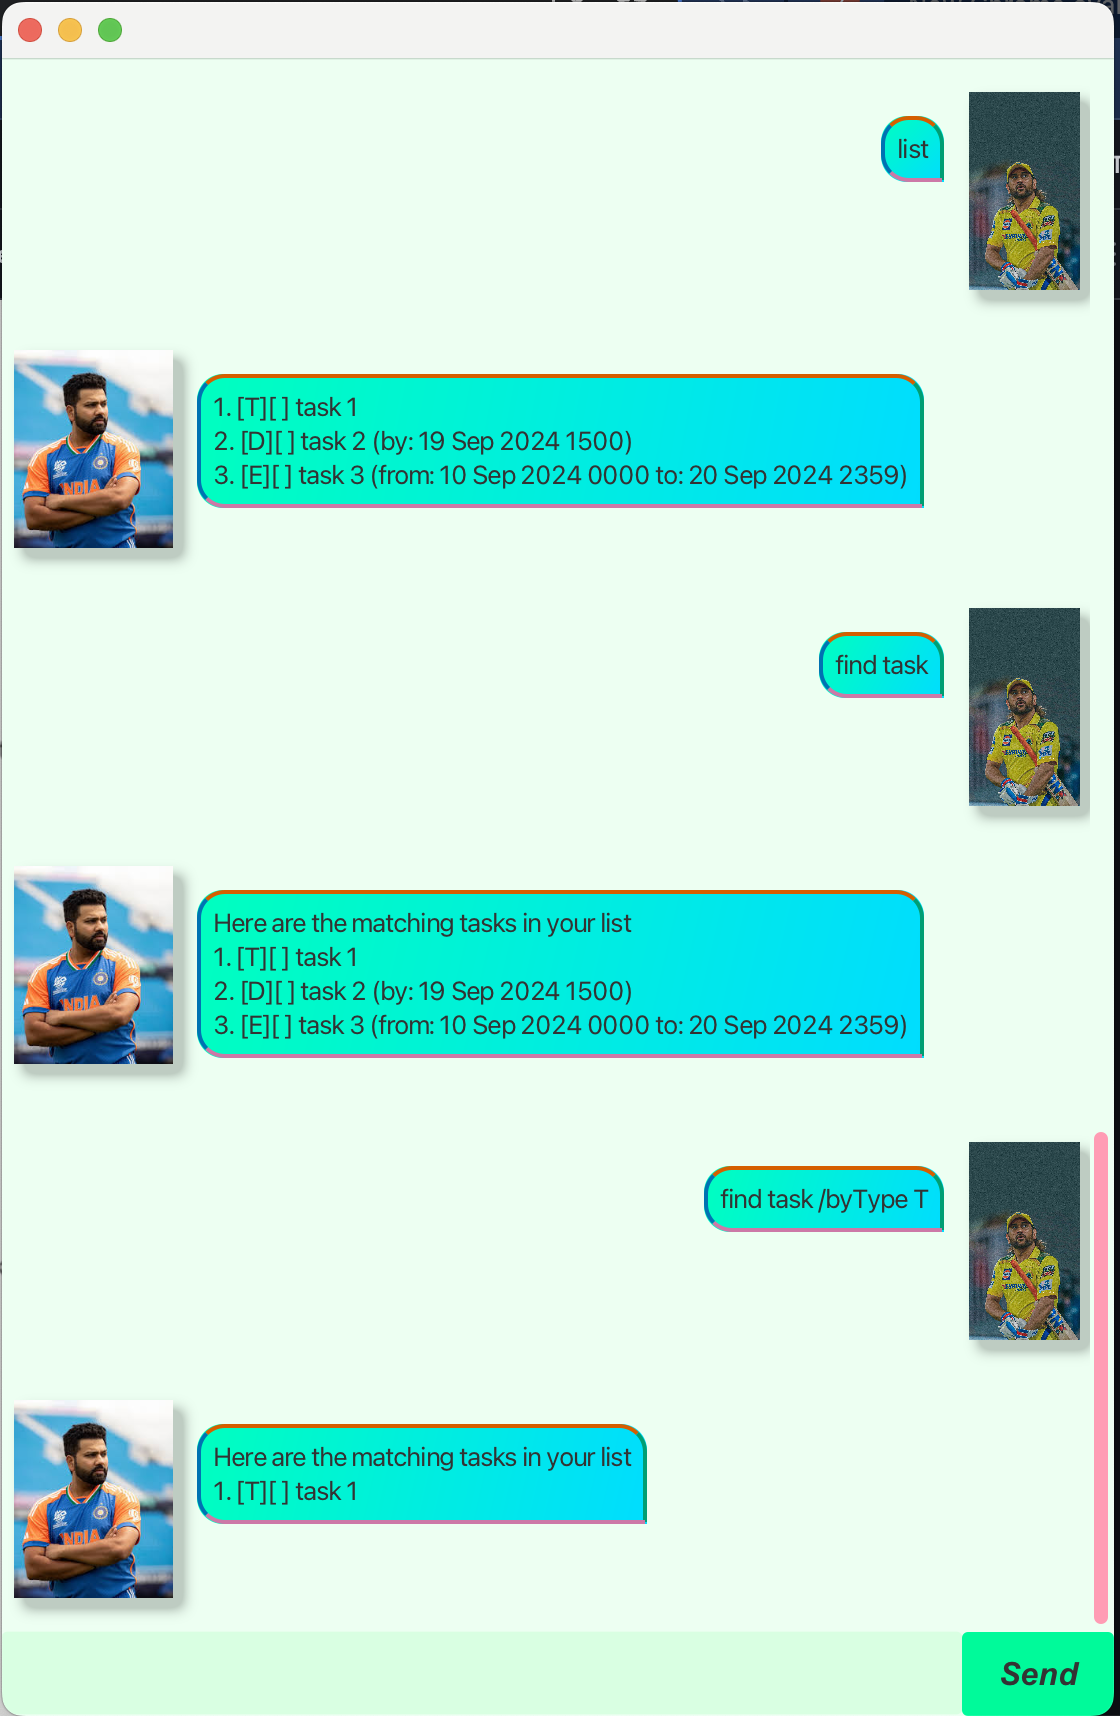 list
1. [T][ ] task 1
2. [D][ ] task 2 (by: 19 Sep 2024 1500)
3. [E][ ] task 3 (from: 10 Sep 2024 0000 to: 20 Sep 2024 2359)
INDIA
find task
Here are the matching tasks in your list
1. [T][ ] task 1
2. [D][ ] task 2 (by: 19 Sep 2024 1500)
3. [E][ ] task 3 (from: 10 Sep 2024 0000 to: 20 Sep 2024 2359)
INDIA
find task /byType T
Here are the matching tasks in your list
1. [T][ ] task 1
INDIA
Send